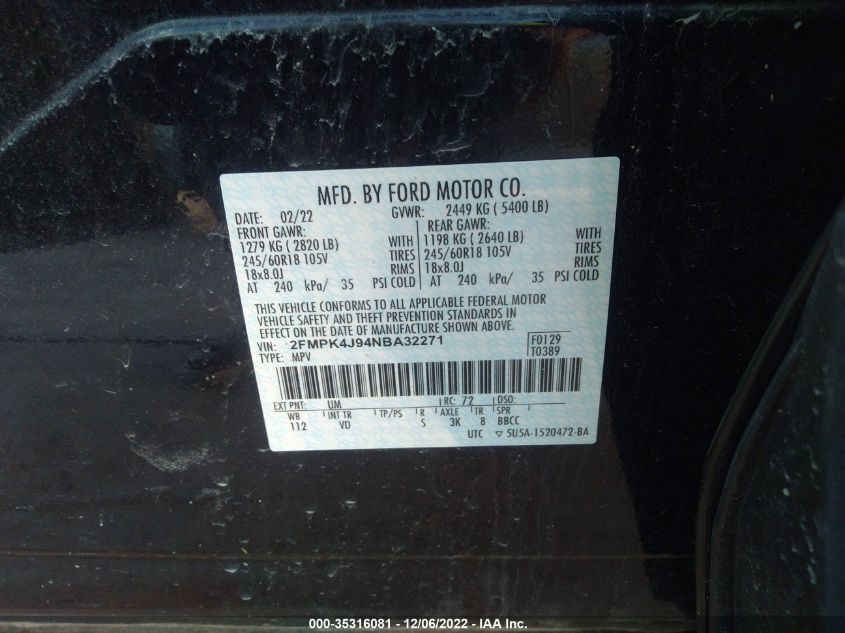 MFD. BY FORD MOTOR CO.
DATE: 02/22 GVWR: 2449 KG ( 5400 LB)
FRONT GAWR: REAR GAWR:
1279 KG ( 2820 LB) WITH 1198 KG ( 2640 LB) WITH
245/60R18 105V TIRES 245/60R18 105V TIRES
18x8.0J RIMS 18x8.0J RIMS
AT 240 kPa/ 35 PSI COLD AT 240 kPa/ 35 PSI COLD
THIS VEHICLE CONFORMS TO ALL APPLICABLE FEDERAL MOTOR
VEHICLE SAFETY AND THEFT PREVENTION STANDARDS IN
EFFECT ON THE DATE OF MANUFACTURE SHOWN ABOVE.
VIN: 2FMPK4J94NBA32271 F0129
TYPE: MPV T0389
EXT PNT: UM RC: 72 DSO:
WB INT TR TP/PS R AXLE TR SPR
112 VD S 3K 8 BBCC
UTC ▽ 5U5A-1520472-BA
000-35316081 - 12/06/2022 - IAA Inc.